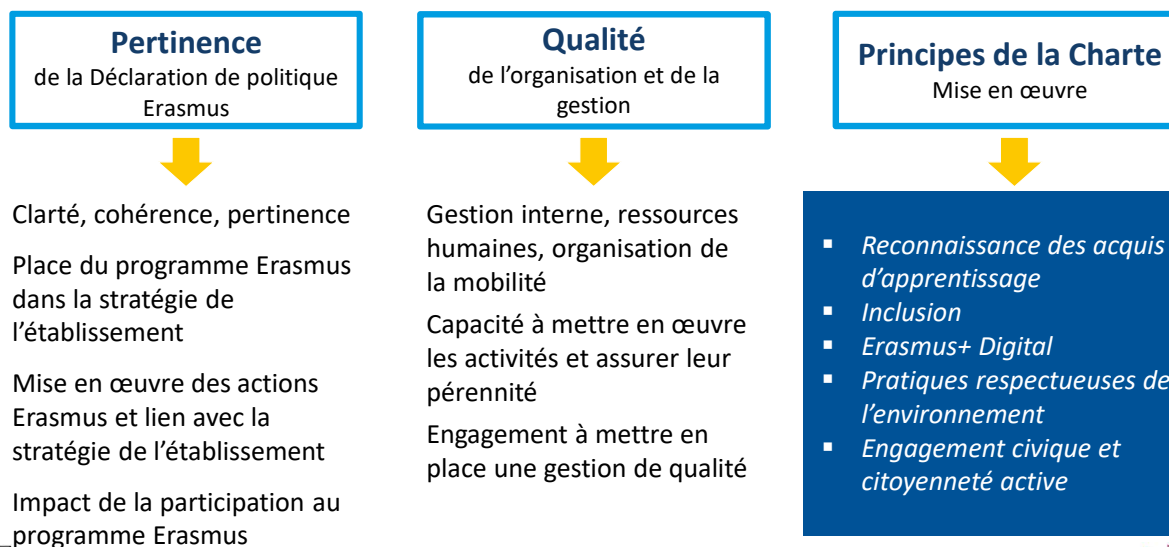 Pertinence
de la Déclaration de politique
Erasmus
Clarté, cohérence, pertinence
Place du programme Erasmus
dans la stratégie de
l’établissement
Mise en œuvre des actions
Erasmus et lien avec la
stratégie de l’établissement
Impact de la participation au
programme Erasmus
Qualité
de l’organisation et de la
gestion
Gestion interne, ressources
humaines, organisation de
la mobilité
Capacité à mettre en œuvre
les activités et assurer leur
pérennité
Engagement à mettre en
place une gestion de qualité
Principes de la Charte
Mise en œuvre
▪ Reconnaissance des acquis
d’apprentissage
▪ Inclusion
▪ Erasmus+ Digital
▪ Pratiques respectueuses de
l’environnement
▪ Engagement civique et
citoyenneté active